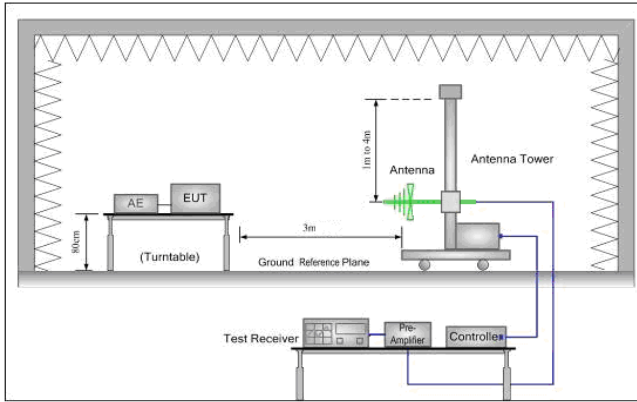 1m to 4m
Antenna
Antenna Tower
AE
EUT
80cm
(Turntable)
3m
Ground Reference Plane
Test Receiver
Pre-
Amplifier
Controller